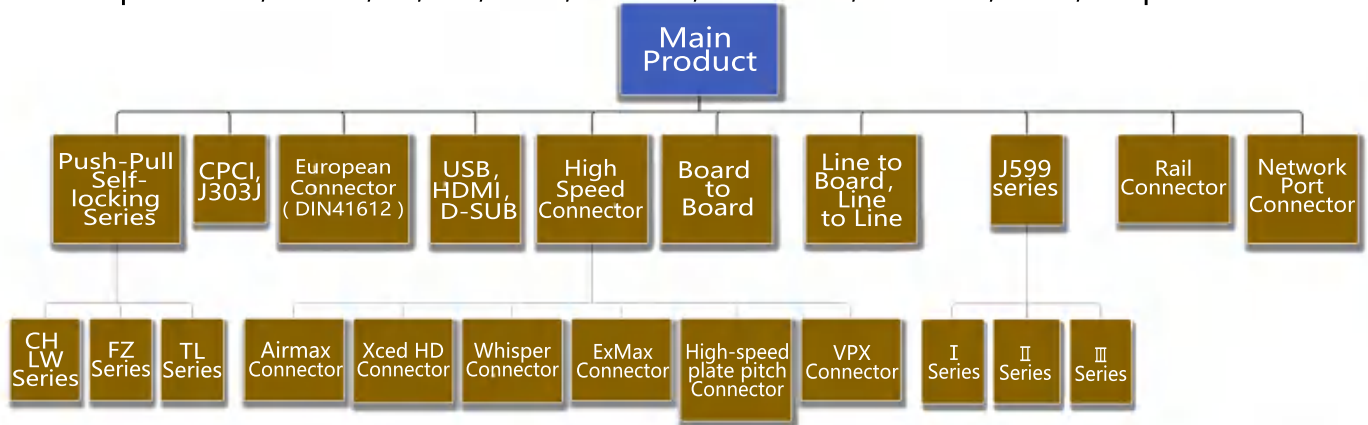 Main
Product
Push-Pull
Self-
locking
Series
CPCI,
J303J
European
Connector
( DIN41612 )
USB,
HDMI,
D-SUB
High
Speed
Connector
Board
to
Board
Line to
Board,
Line
to Line
J599
series
Rail
Connector
Network
Port
Connector
CH
LW
Series
FZ
Series
TL
Series
Airmax
Connector
Xced HD
Connector
Whisper
Connector
ExMax
Connector
High-speed
plate pitch
Connector
VPX
Connector
I
Series
II
Series
III
Series